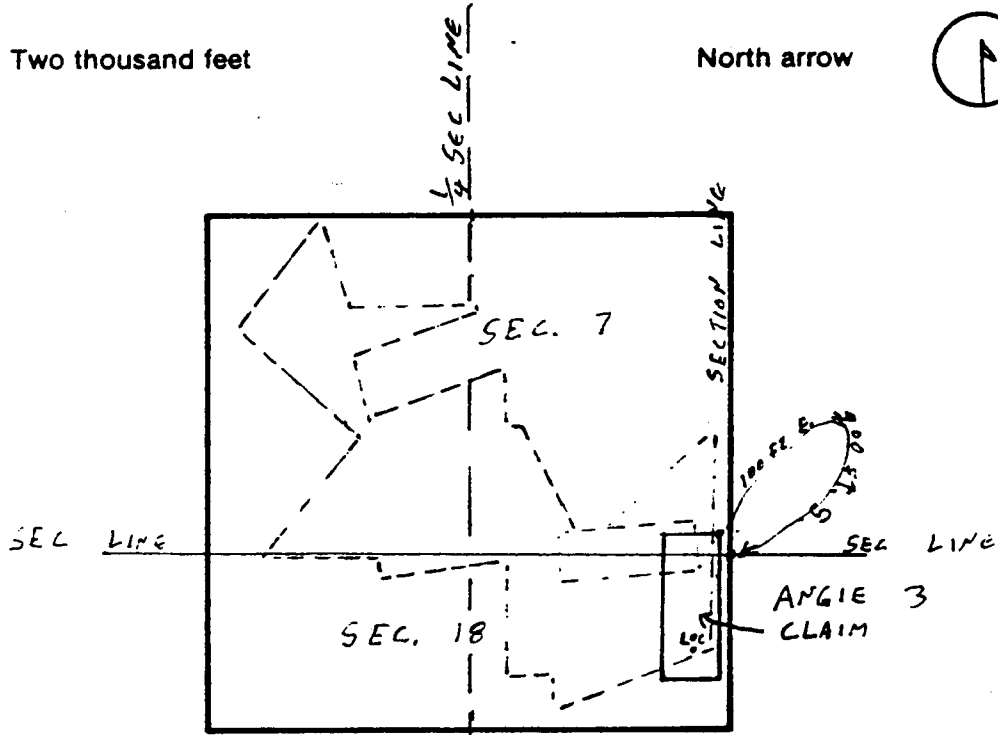 Two thousand feet
North arrow
1/4 SEC LINE
SECTION LINE
SEC. 7
100 Ft. E.
SEC LINE
SEC LINE
ANGIE 3
CLAIM
SEC. 18
LOC